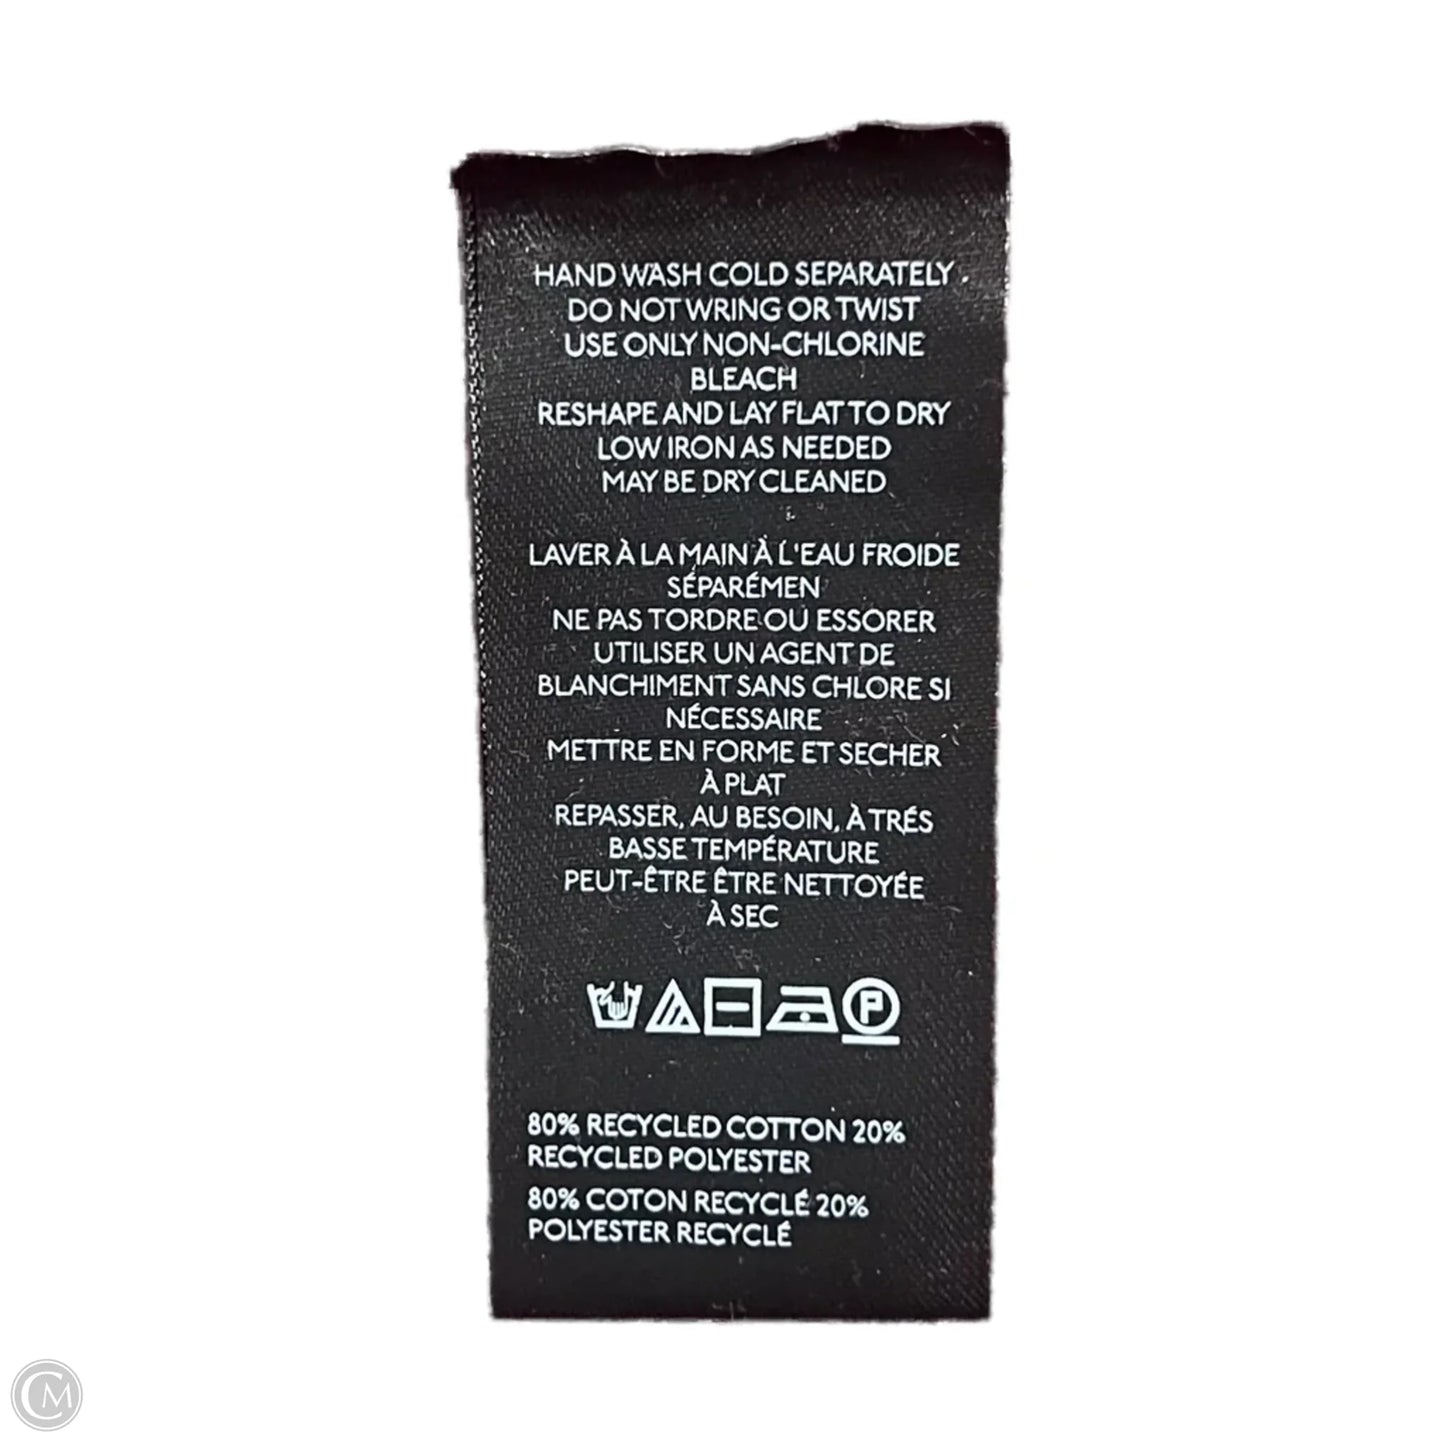 HAND WASH COLD SEPARATELY
DO NOT WRING OR TWIST
USE ONLY NON-CHLORINE
BLEACH
RESHAPE AND LAY FLAT TO DRY
LOW IRON AS NEEDED
MAY BE DRY CLEANED
LAVER À LA MAIN À L'EAU FROIDE
SÉPARÉMEN
NE PAS TORDRE OU ESSORER
UTILISER UN AGENT DE
BLANCHIMENT SANS CHLORE SI
NÉCESSAIRE
METTRE EN FORME ET SECHER
À PLAT
REPASSER, AU BESOIN, À TRÉS
BASSE TEMPÉRATURE
PEUT-ÊTRE ÊTRE NETTOYÉE
À SEC
P
80% RECYCLED COTTON 20%
RECYCLED POLYESTER
80% COTON RECYCLÉ 20%
POLYESTER RECYCLÉ
CM